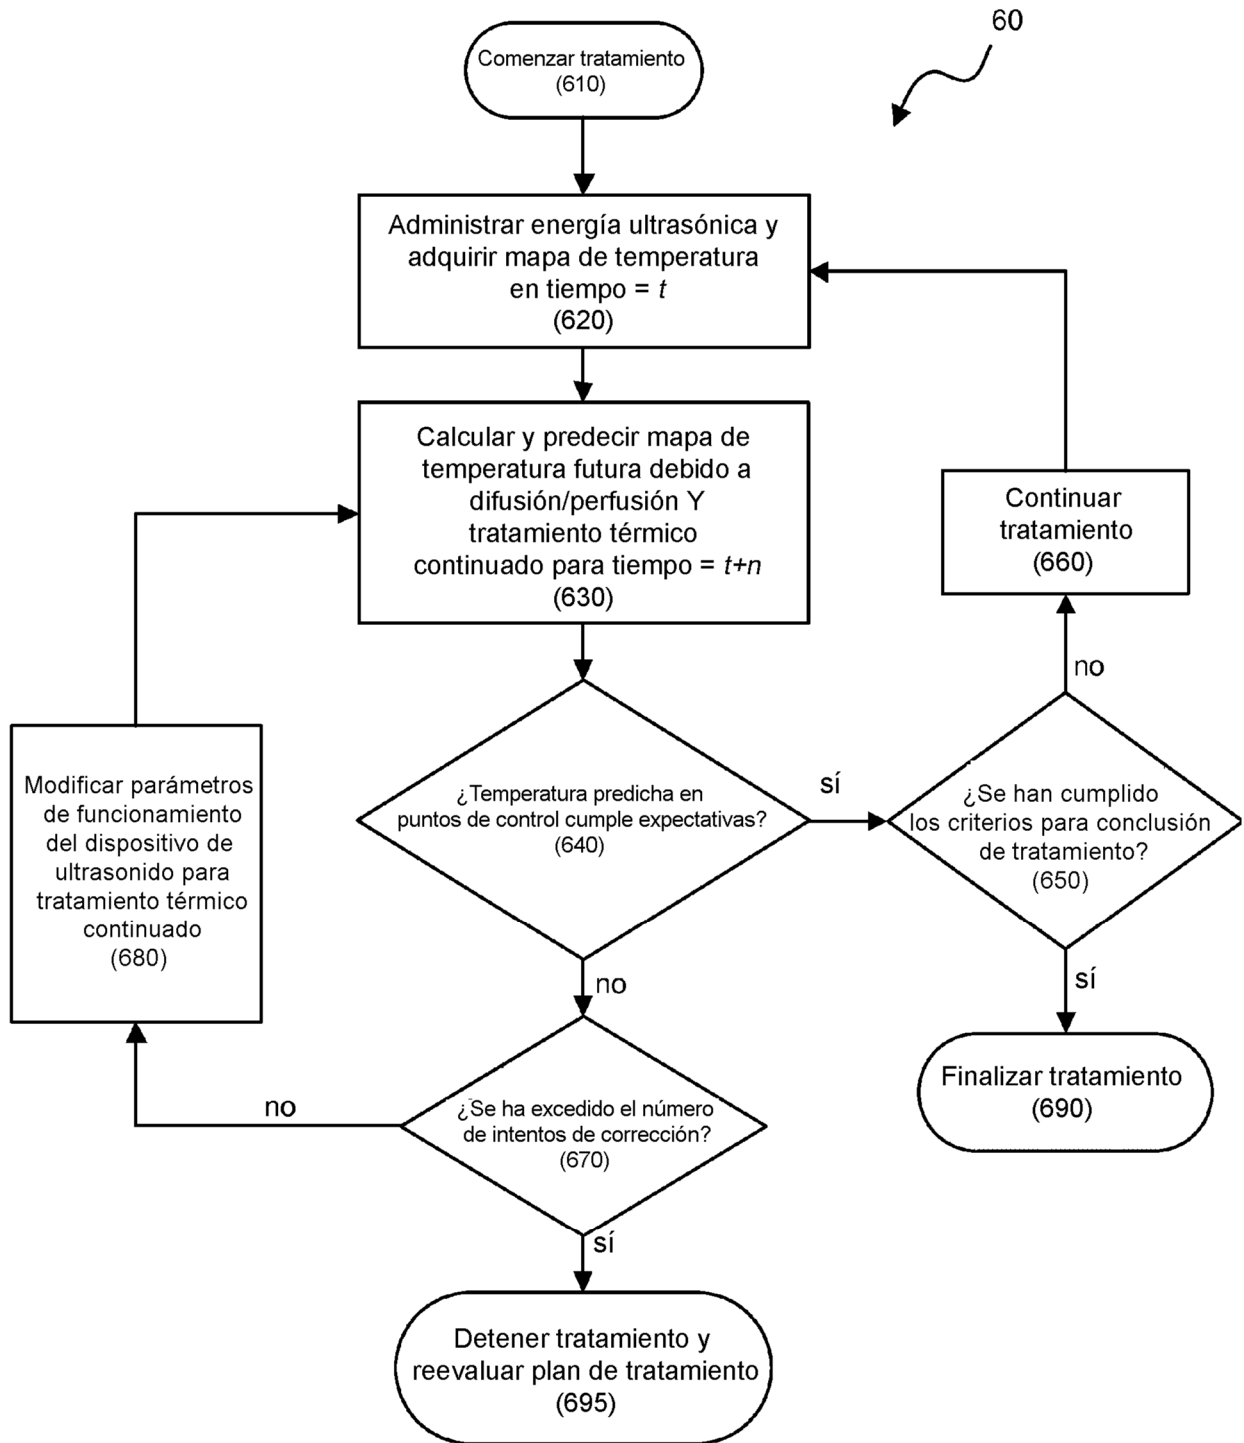 60
Comenzar tratamiento
(610)
Administrar energía ultrasónica y
adquirir mapa de temperatura
en tiempo = t
(620)
Calcular y predecir mapa de
temperatura futura debido a
difusión/perfusión Y
tratamiento térmico
continuado para tiempo = t+n
(630)
Continuar
tratamiento
(660)
no
Modificar parámetros
de funcionamiento
del dispositivo de
ultrasonido para
tratamiento térmico
continuado
(680)
¿Temperatura predicha en
puntos de control cumple expectativas?
(640)
sí
¿Se han cumplido
los criterios para conclusión
de tratamiento?
(650)
no
sí
Finalizar tratamiento
(690)
no
¿Se ha excedido el número
de intentos de corrección?
(670)
sí
Detener tratamiento y
reevaluar plan de tratamiento
(695)